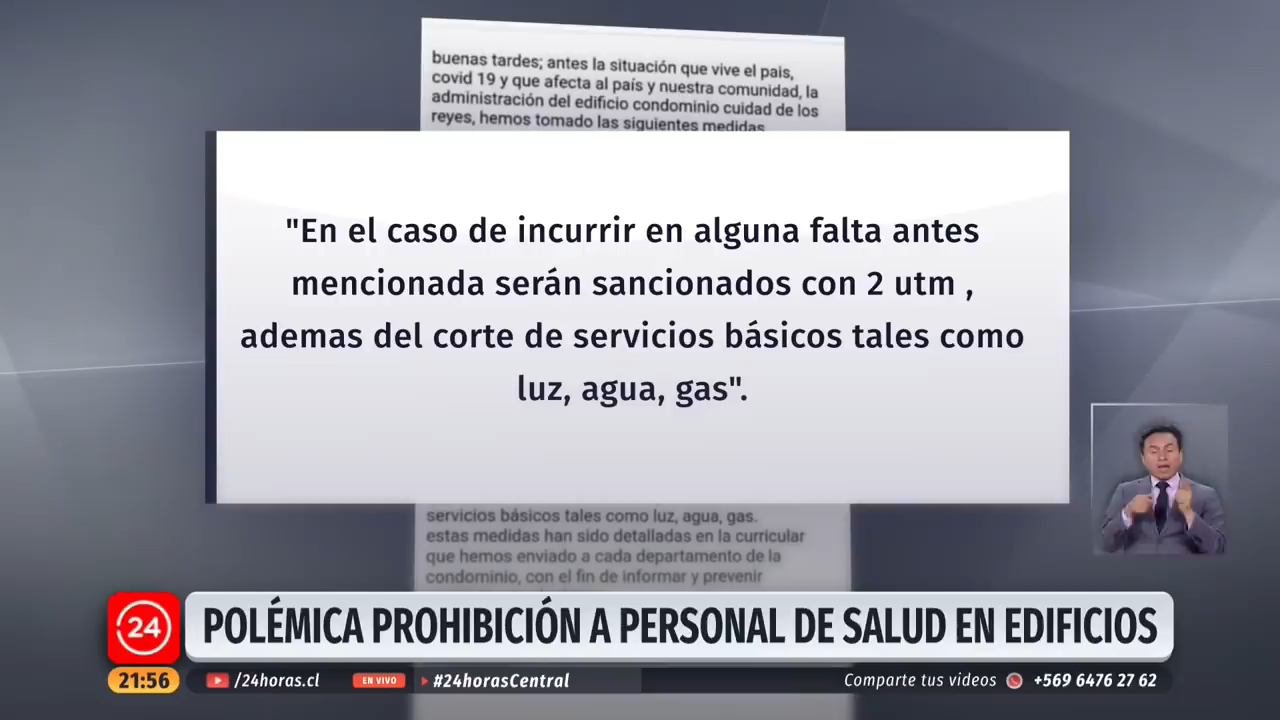 buenas tardes; antes la situación que vive el pais,
covid 19 y que afecta al país y nuestra comunidad, la
administración del edificio condominio cuidad de los
reyes, hemos tomado las siguientes medidas
"En el caso de incurrir en alguna falta antes
mencionada serán sancionados con 2 utm ,
ademas del corte de servicios básicos tales como
luz, agua, gas".
servicios básicos tales como luz, agua, gas.
estas medidas han sido detalladas en la curricular
que hemos enviado a cada departamento de la
condominio, con el fin de informar y prevenir
24
POLÉMICA PROHIBICIÓN A PERSONAL DE SALUD EN EDIFICIOS
21:56
/24horas.cl
EN VIVO
#24horasCentral
Comparte tus videos
+569 6476 27 62